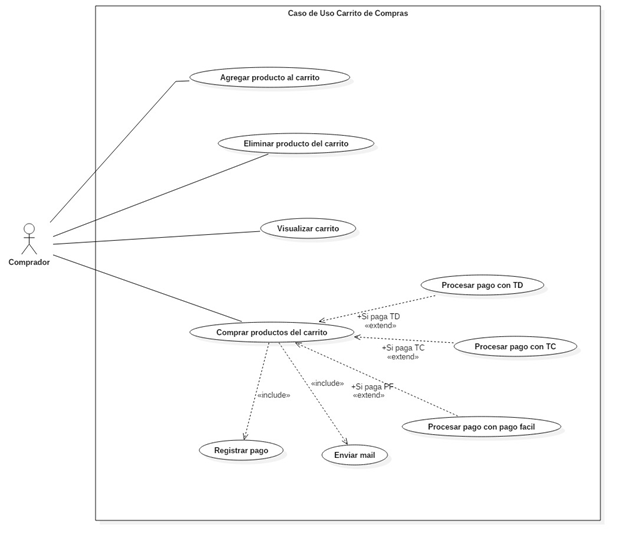 Caso de Uso Carrito de Compras
Agregar producto al carrito
Eliminar producto del carrito
Visualizar carrito
Comprador
Procesar pago con TD
+Si paga TD
«extend»
Comprar productos del carrito
Procesar pago con TC
+Si paga TC
«extend»
«include»
+Si paga PF
«extend»
«include»
Procesar pago con pago facil
Registrar pago
Enviar mail